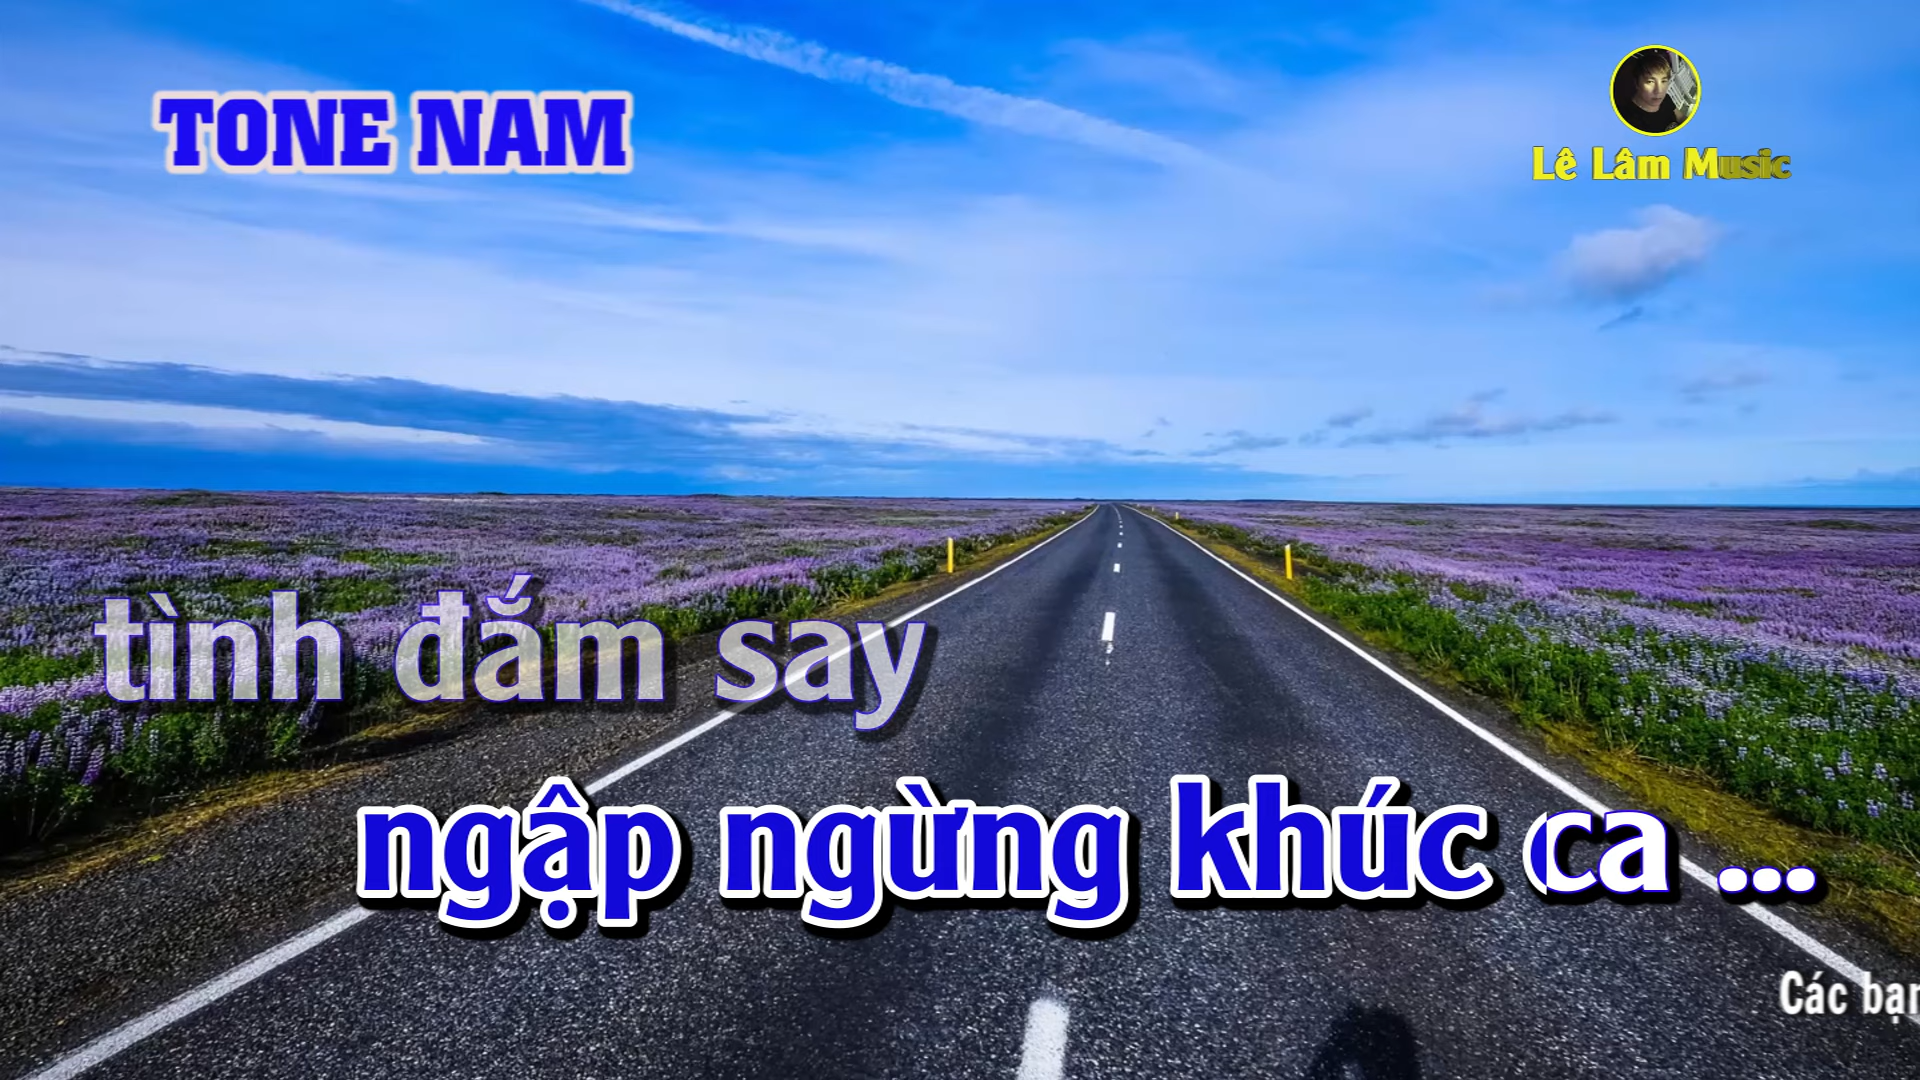 TONE NAM
Lê Lâm Music
tình đắm say
ngập ngừng khúc ca ...
Các bạn